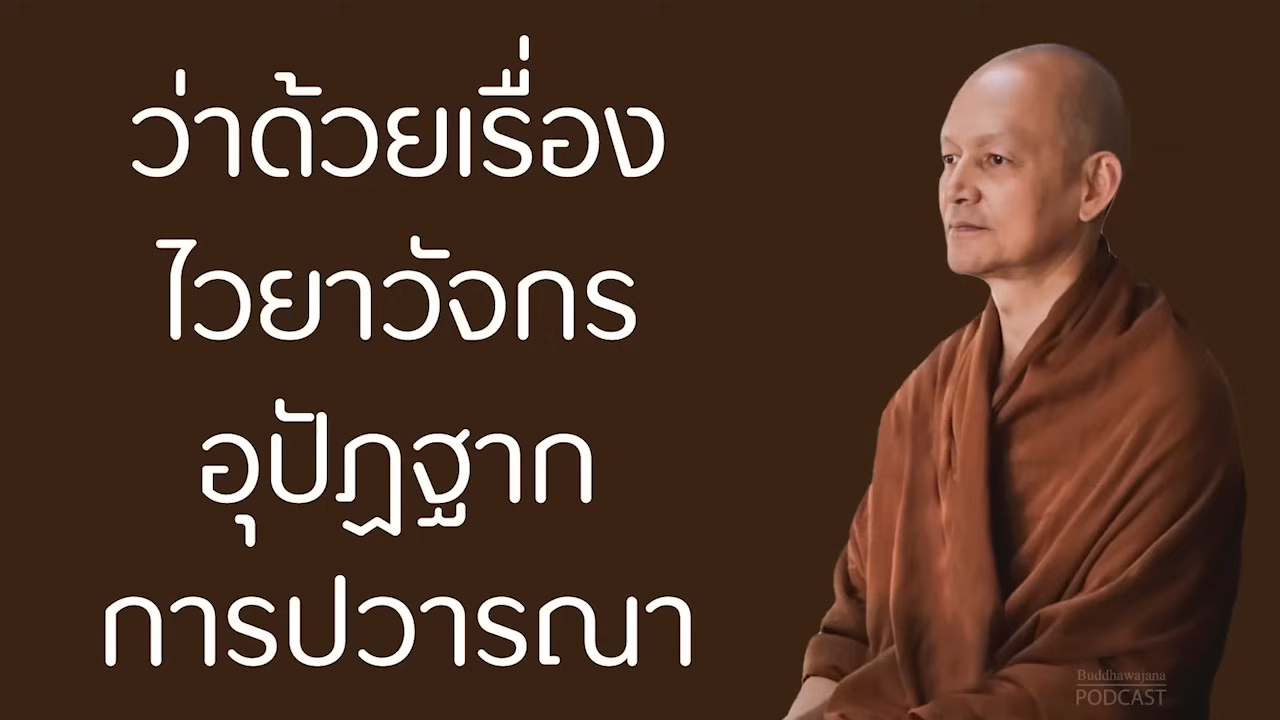 ว่าด้วยเรื่อง
ไวยาวังกร
อุปัฏฐาก
การปวารณา
Buddhawajana
PODCAST